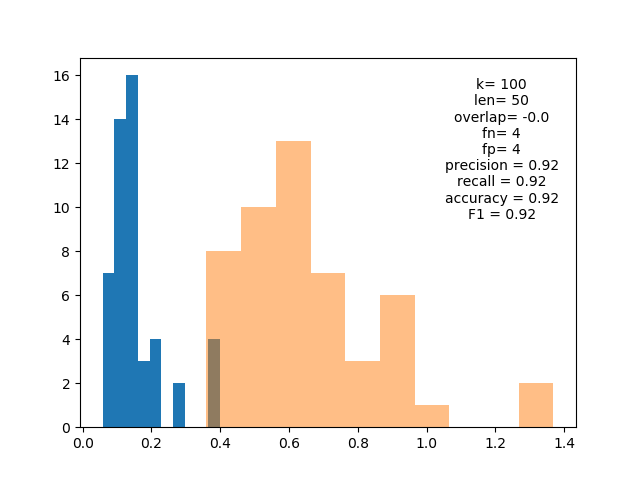 16
14
12
10
8
6
4
2
0
0.0 0.2 0.4 0.6 0.8 1.0 1.2 1.4
k= 100
len= 50
overlap= -0.0
fn= 4
fp= 4
precision = 0.92
recall = 0.92
accuracy = 0.92
F1 = 0.92